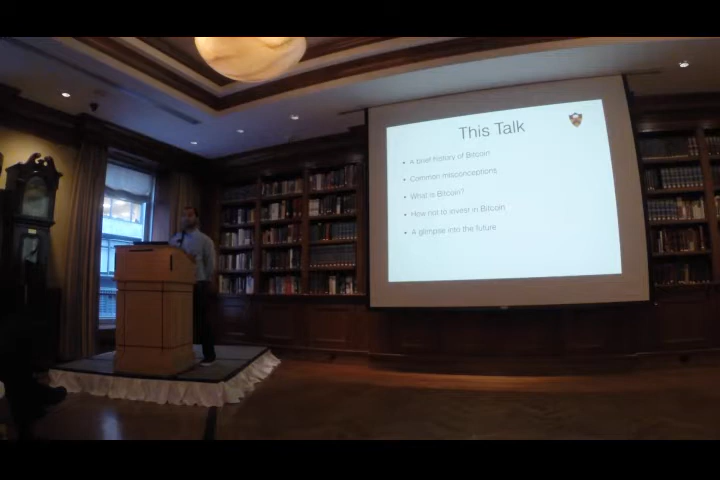 This Talk
• A brief history of Bitcoin
• Common misconceptions
• What is Bitcoin?
• How not to invest in Bitcoin
• A glimpse into the future